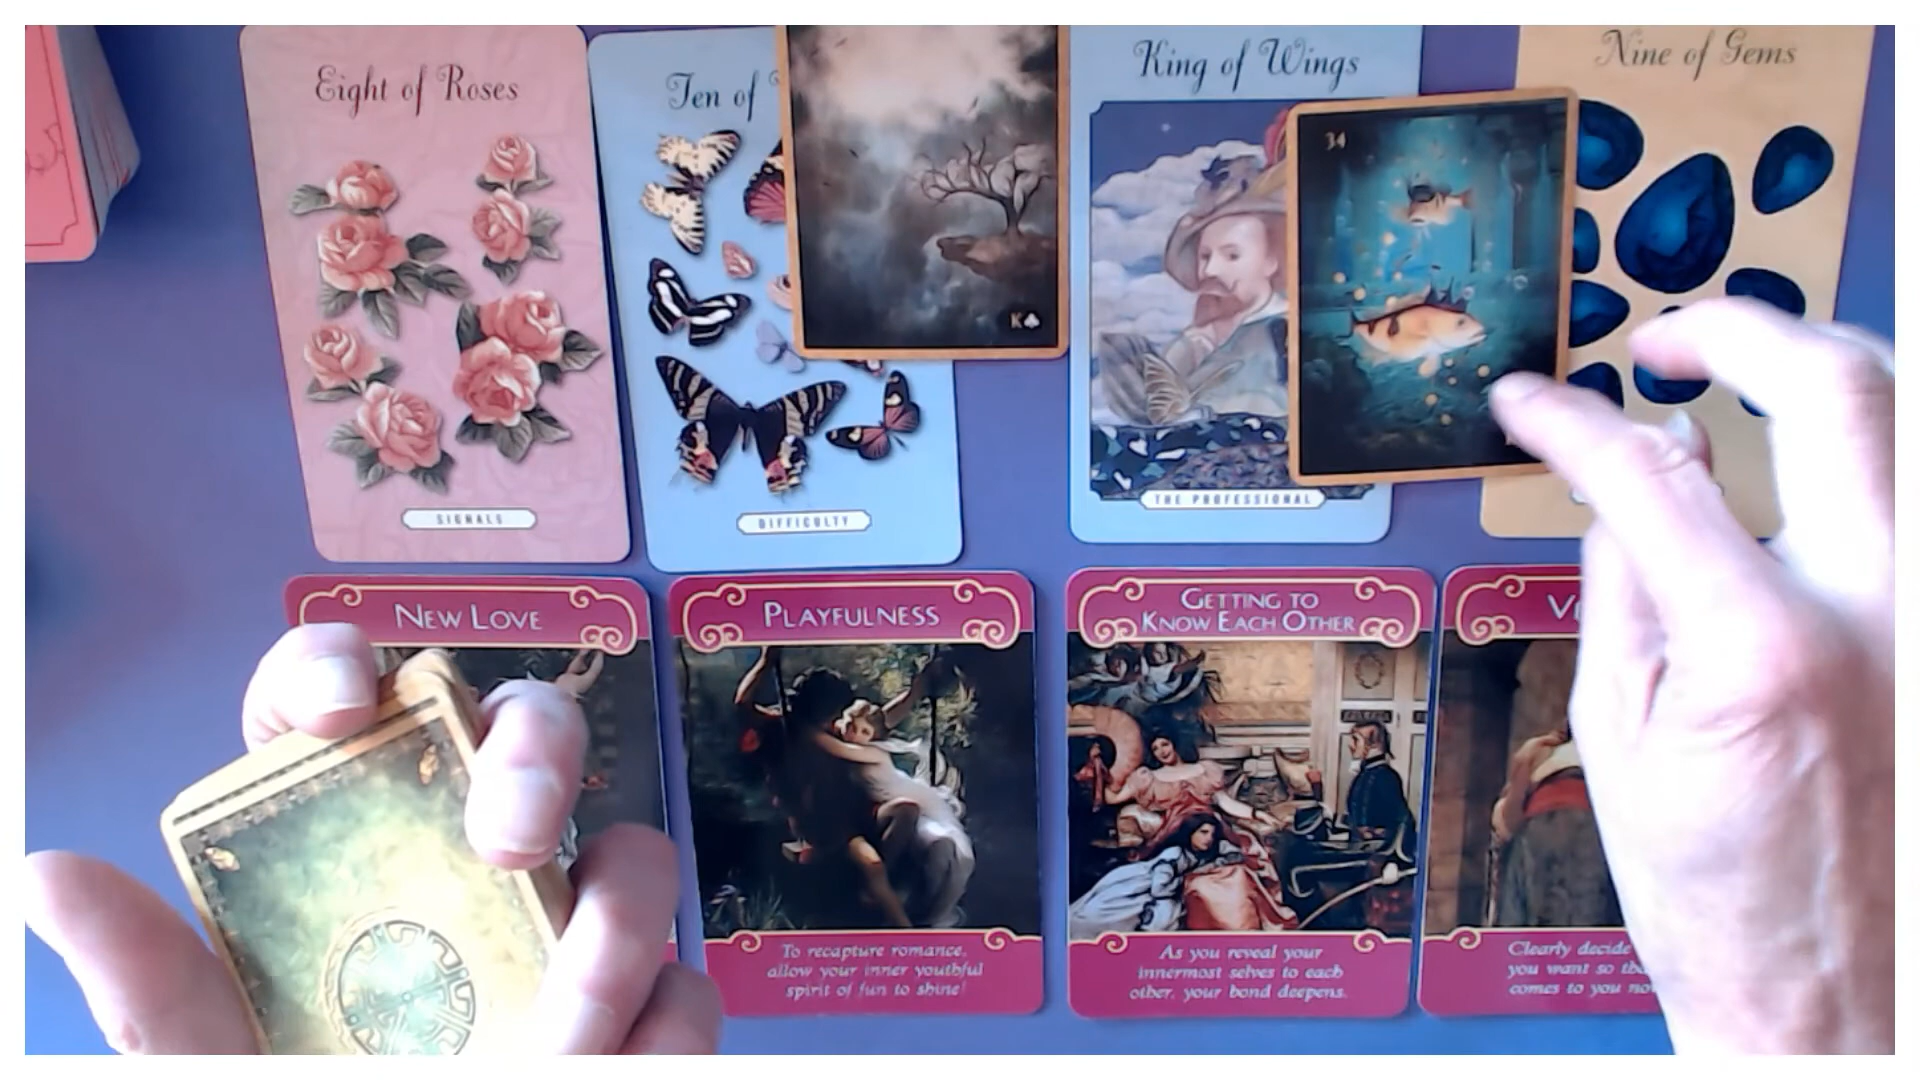 Eight of Roses
Ten of
King of Wings
Nine of Gems
34
K
SIGNALS
DIFFICULTY
THE PROFESSIONAL
NEW LOVE
PLAYFULNESS
GETTING TO
KNOW EACH OTHER
To recapture romance,
allow your inner youthful
spirit of fun to shine!
As you reveal your
innermost selves to each
other, your bond deepens.
Clearly decide
you want so
comes to you